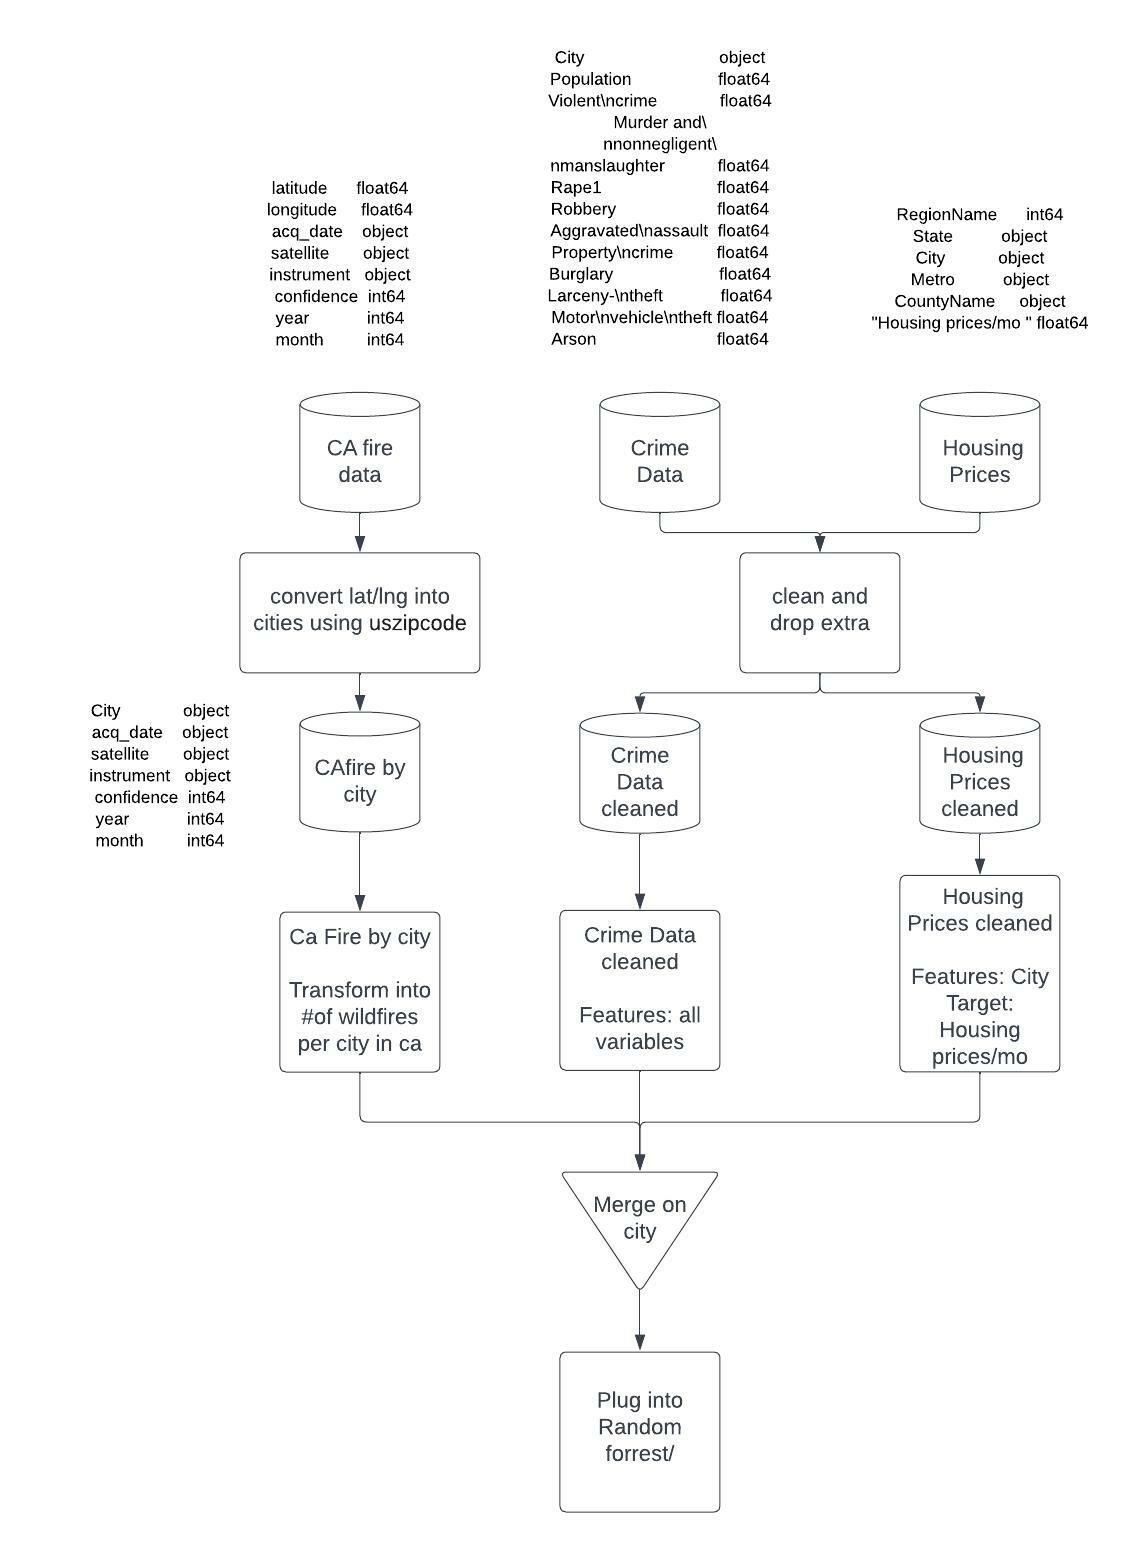 City object
Population float64
Violent\ncrime float64
Murder and\
nnonnegligent\
nmanslaughter float64
Rape1 float64
Robbery float64
Aggravated\nassault float64
Property\ncrime float64
Burglary float64
Larceny-\ntheft float64
Motor\nvehicle\ntheft float64
Arson float64
latitude float64
longitude float64
acq_date object
satellite object
instrument object
confidence int64
year int64
month int64
RegionName int64
State object
City object
Metro object
CountyName object
"Housing prices/mo " float64
CA fire
data
Crime
Data
Housing
Prices
convert lat/lng into
cities using uszipcode
clean and
drop extra
City object
acq_date object
satellite object
instrument object
confidence int64
year int64
month int64
CAfire by
city
Crime
Data
cleaned
Housing
Prices
cleaned
Ca Fire by city
Transform into
#of wildfires
per city in ca
Crime Data
cleaned
Features: all
variables
Housing
Prices cleaned
Features: City
Target:
Housing
prices/mo
Merge on
city
Plug into
Random
forrest/